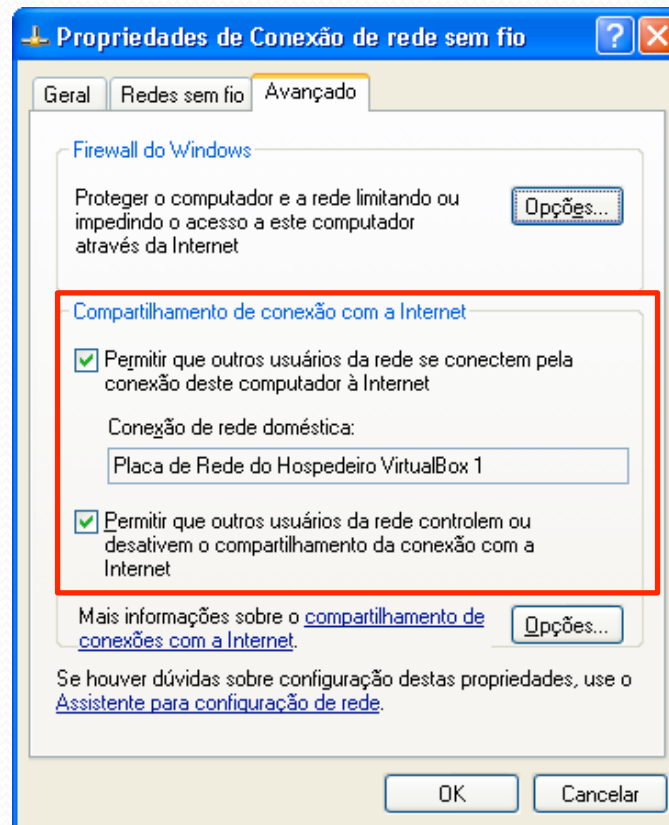 Propriedades de Conexão de rede sem fio
Geral Redes sem fio Avançado
Firewall do Windows
Proteger o computador e a rede limitando ou
impedindo o acesso a este computador
através da Internet
Opções...
Compartilhamento de conexão com a Internet
Permitir que outros usuários da rede se conectem pela
conexão deste computador à Internet
Conexão de rede doméstica:
Placa de Rede do Hospedeiro VirtualBox 1
Permitir que outros usuários da rede controlem ou
desativem o compartilhamento da conexão com a
Internet
Mais informações sobre o compartilhamento de
conexões com a Internet.
Opções...
Se houver dúvidas sobre configuração destas propriedades, use o
Assistente para configuração de rede.
OK Cancelar